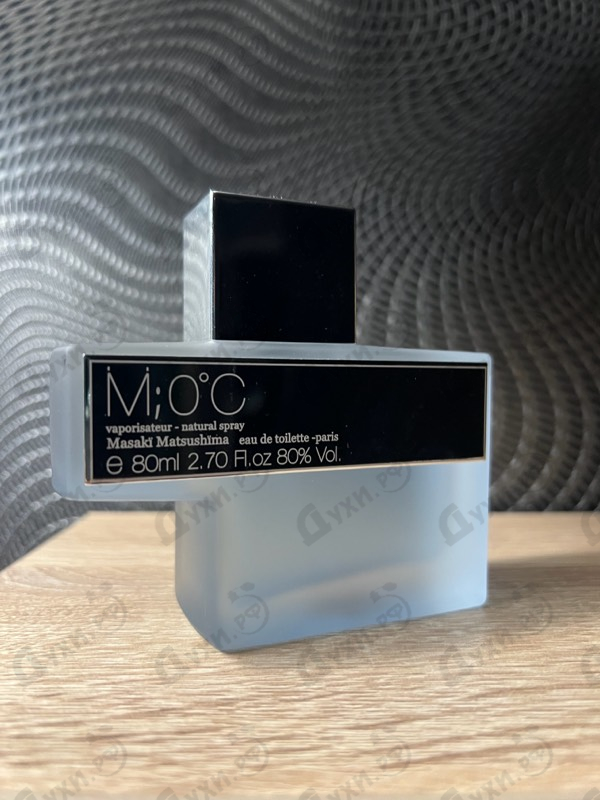 M;0°C
vaporisateur - natural spray
Masaki Matsushima eau de toilette -paris
e 80ml 2.70 Fl.oz 80% Vol.
Духи.РФ